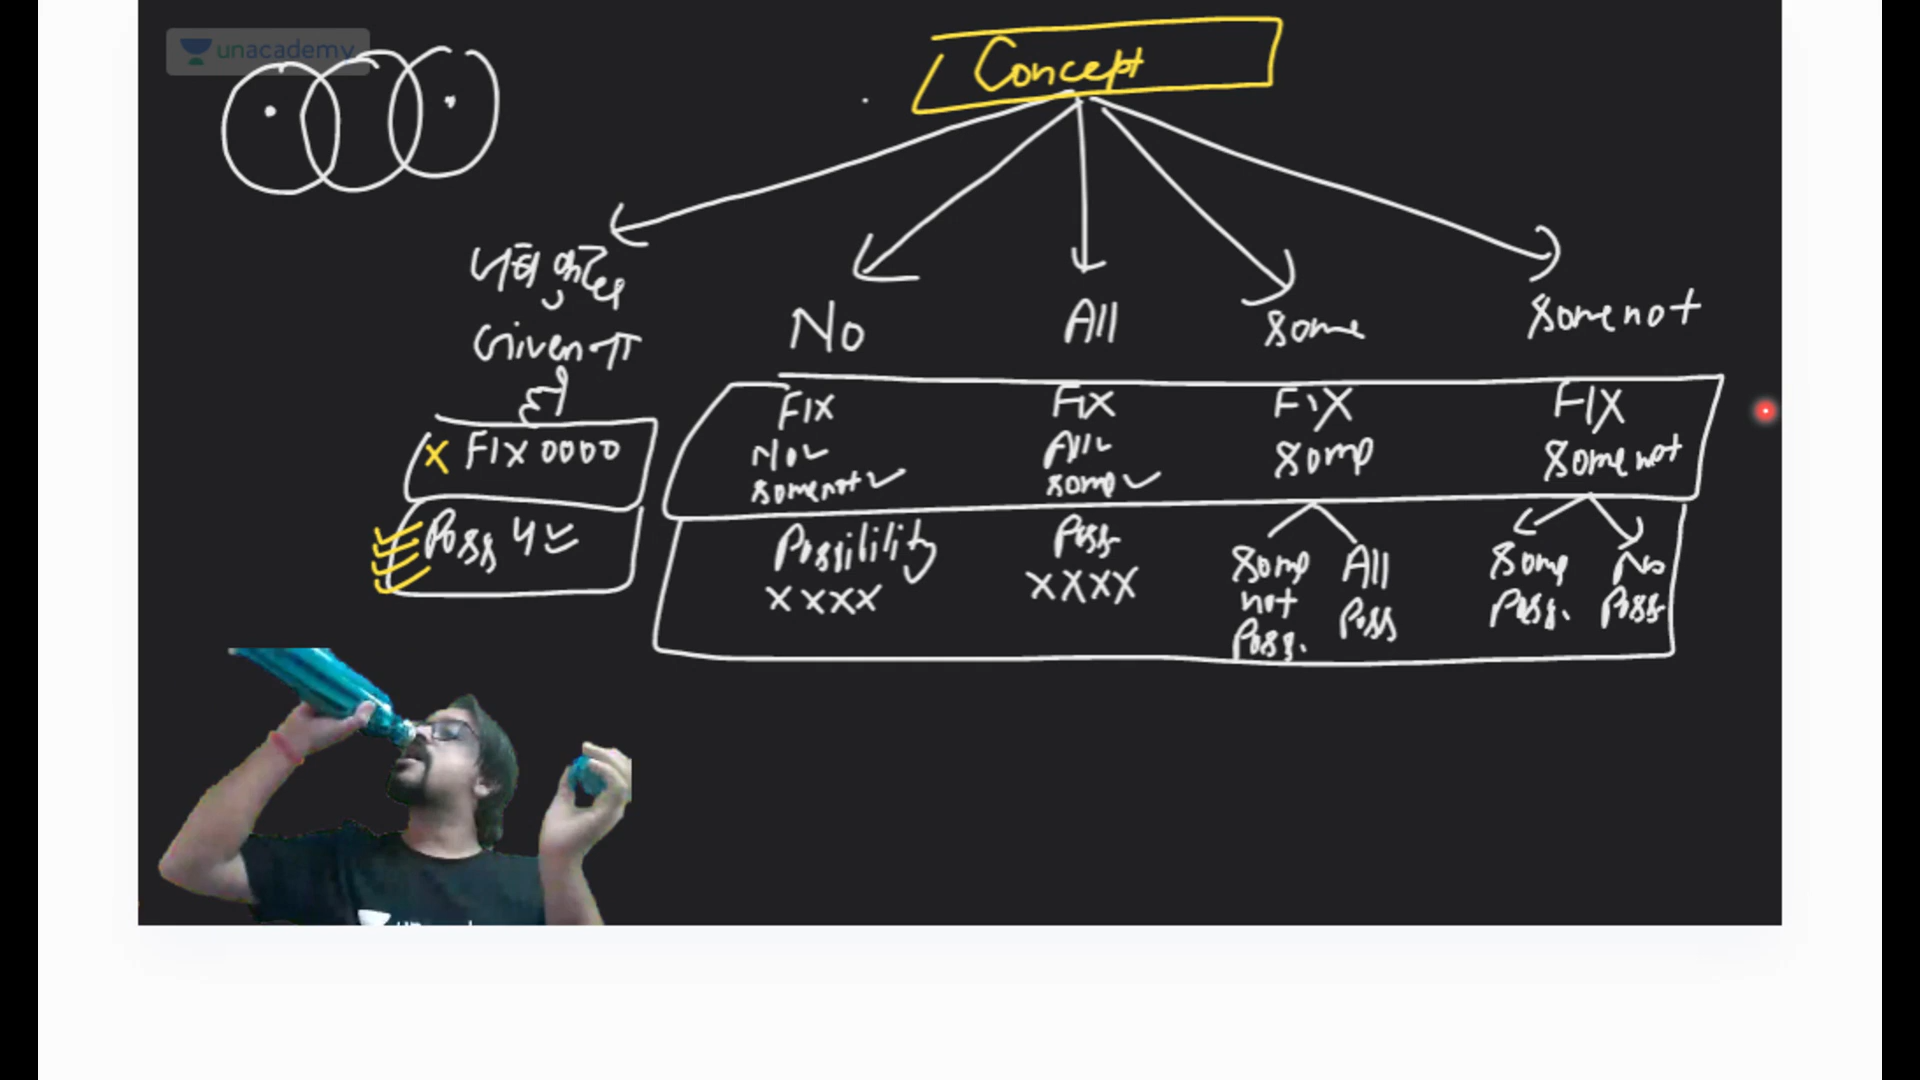 unacademy
Concept
Given ना
हो
No
All
Some
Some not
X FIX 0000
Poss 4
FIX
No
Some not
FIX
All
Some
FIX
Some
FIX
Some not
Possibility
XXXX
Poss
XXXX
Some
not
Poss.
All
Poss
Some
Poss.
No
Poss